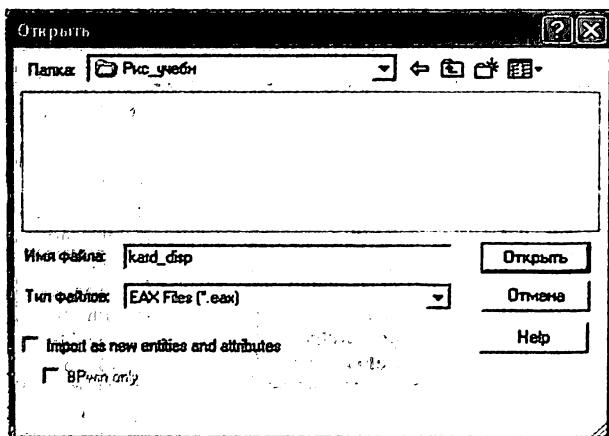 Открыть
Папка: Рис_учебн
Имя файла: kard_disp Открыть
Тип файлов: EAX Files (*.eax) Отмена
Import as new entities and attributes Help
BPwin only